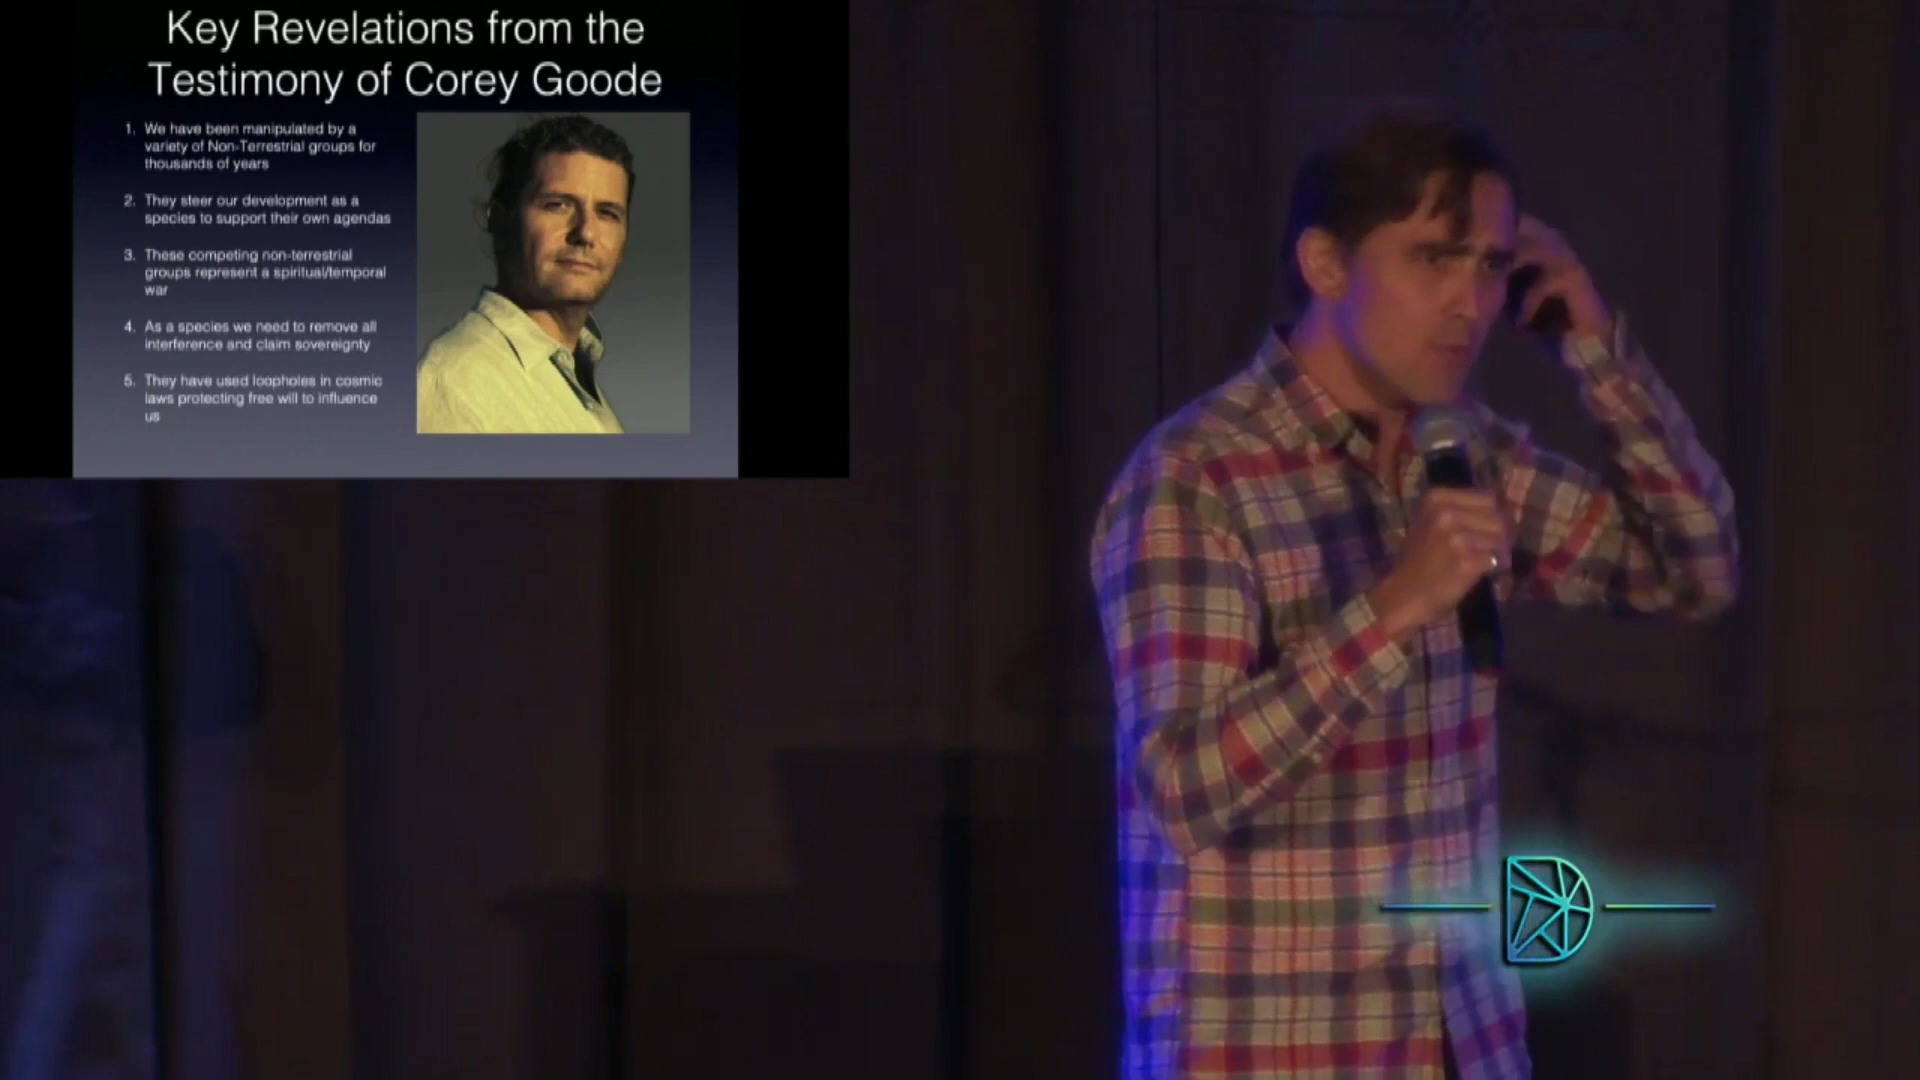 Key Revelations from the
Testimony of Corey Goode
1. We have been manipulated by a
variety of Non-Terrestrial groups for
thousands of years
2. They steer our development as a
species to support their own agendas
3. These competing non-terrestrial
groups represent a spiritual/temporal
war
4. As a species we need to remove all
interference and claim sovereignty
5. They have used loopholes in cosmic
laws protecting free will to influence
us